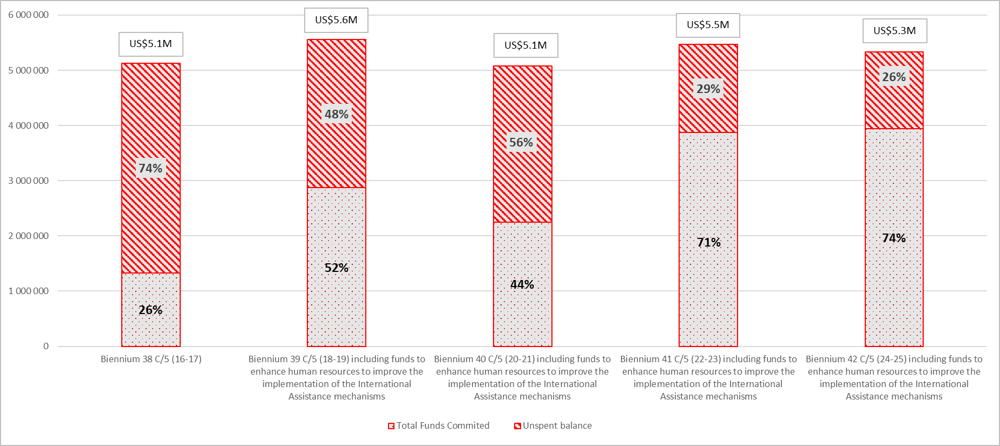 6 000 000
5 000 000
4 000 000
3 000 000
2 000 000
1 000 000
0
US$5.1M
US$5.6M
US$5.1M
US$5.5M
US$5.3M
74%
48%
56%
29%
26%
26%
52%
44%
71%
74%
Biennium 38 C/5 (16-17)
Biennium 39 C/5 (18-19) including funds to
enhance human resources to improve the
implementation of the International
Assistance mechanisms
Biennium 40 C/5 (20-21) including funds to
enhance human resources to improve the
implementation of the International
Assistance mechanisms
Biennium 41 C/5 (22-23) including funds to
enhance human resources to improve the
implementation of the International
Assistance mechanisms
Biennium 42 C/5 (24-25) including funds to
enhance human resources to improve the
implementation of the International
Assistance mechanisms
Total Funds Commited
Unspent balance